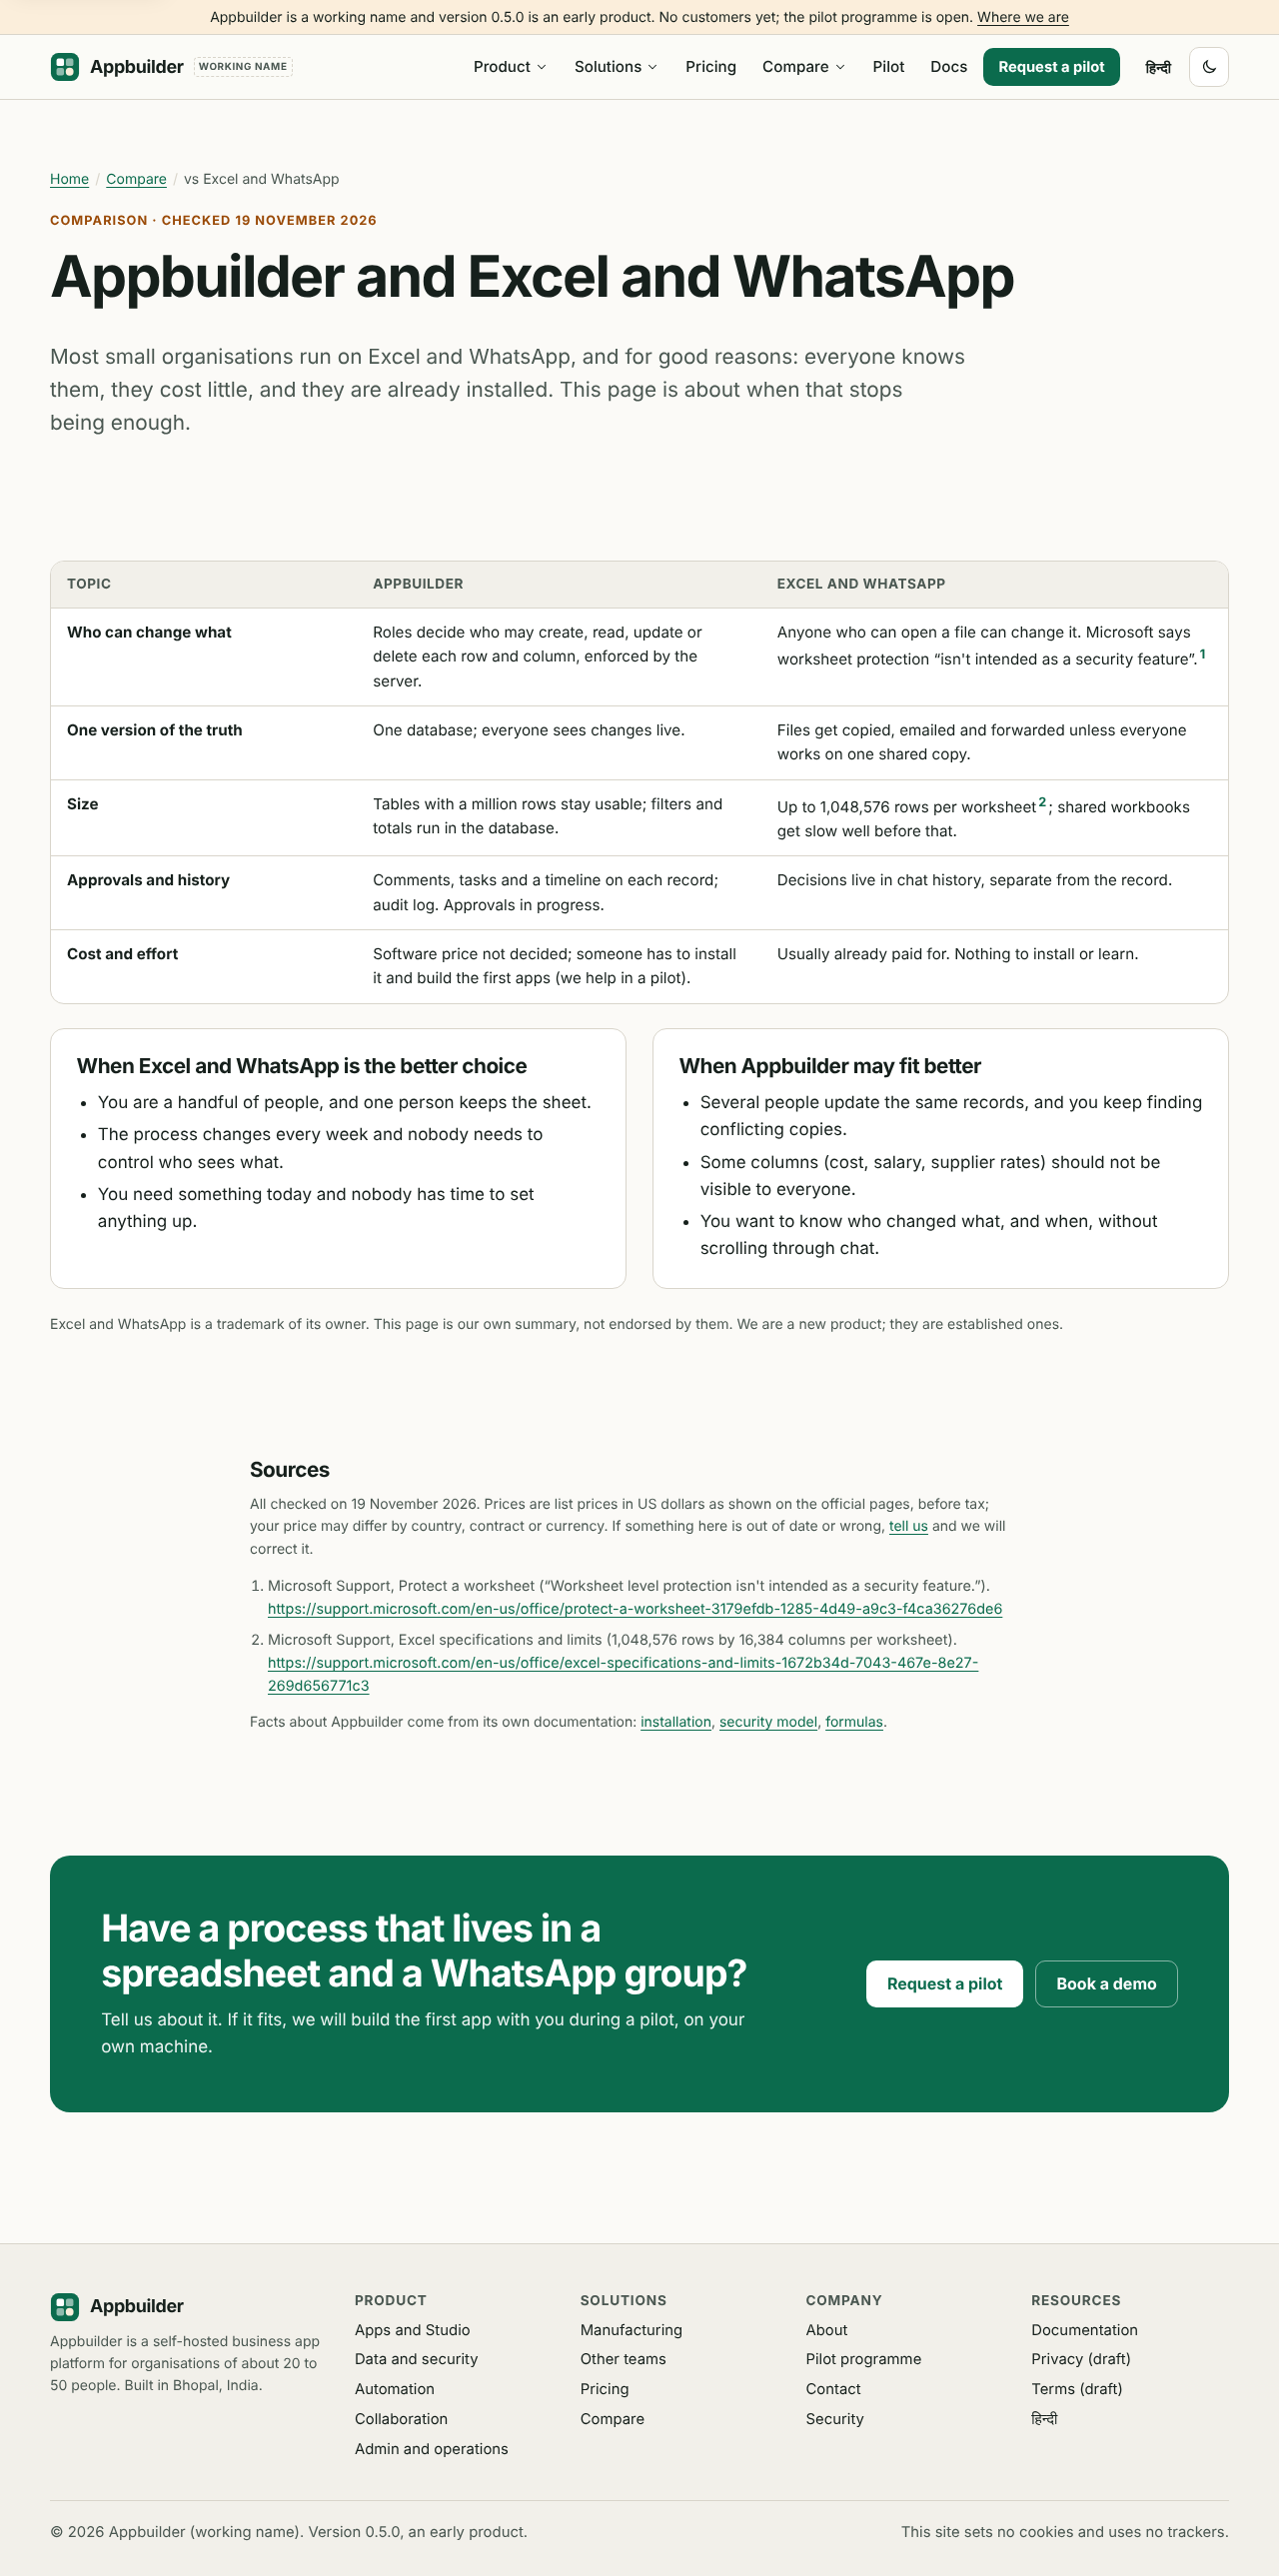 Appbuilder is a working name and version 0.5.0 is an early product. No customers yet; the pilot programme is open. Where we are
Appbuilder WORKING NAME Product Solutions Pricing Compare Pilot Docs Request a pilot हिन्दी
Home / Compare / vs Excel and WhatsApp
COMPARISON · CHECKED 19 NOVEMBER 2026
Appbuilder and Excel and WhatsApp
Most small organisations run on Excel and WhatsApp, and for good reasons: everyone knows
them, they cost little, and they are already installed. This page is about when that stops
being enough.
TOPIC APPBUILDER EXCEL AND WHATSAPP
Who can change what
Roles decide who may create, read, update or
delete each row and column, enforced by the
server.
Anyone who can open a file can change it. Microsoft says
worksheet protection “isn't intended as a security feature”. 1
One version of the truth
One database; everyone sees changes live.
Files get copied, emailed and forwarded unless everyone
works on one shared copy.
Size
Tables with a million rows stay usable; filters and
totals run in the database.
Up to 1,048,576 rows per worksheet 2 ; shared workbooks
get slow well before that.
Approvals and history
Comments, tasks and a timeline on each record;
audit log. Approvals in progress.
Decisions live in chat history, separate from the record.
Cost and effort
Software price not decided; someone has to install
it and build the first apps (we help in a pilot).
Usually already paid for. Nothing to install or learn.
When Excel and WhatsApp is the better choice
• You are a handful of people, and one person keeps the sheet.
• The process changes every week and nobody needs to
control who sees what.
• You need something today and nobody has time to set
anything up.
When Appbuilder may fit better
• Several people update the same records, and you keep finding
conflicting copies.
• Some columns (cost, salary, supplier rates) should not be
visible to everyone.
• You want to know who changed what, and when, without
scrolling through chat.
Excel and WhatsApp is a trademark of its owner. This page is our own summary, not endorsed by them. We are a new product; they are established ones.
Sources
All checked on 19 November 2026. Prices are list prices in US dollars as shown on the official pages, before tax;
your price may differ by country, contract or currency. If something here is out of date or wrong, tell us and we will
correct it.
1. Microsoft Support, Protect a worksheet (“Worksheet level protection isn't intended as a security feature.”).
https://support.microsoft.com/en-us/office/protect-a-worksheet-3179efdb-1285-4d49-a9c3-f4ca36276de6
2. Microsoft Support, Excel specifications and limits (1,048,576 rows by 16,384 columns per worksheet).
https://support.microsoft.com/en-us/office/excel-specifications-and-limits-1672b34d-7043-467e-8e27-
269d656771c3
Facts about Appbuilder come from its own documentation: installation, security model, formulas.
Have a process that lives in a
spreadsheet and a WhatsApp group?
Tell us about it. If it fits, we will build the first app with you during a pilot, on your
own machine.
Request a pilot Book a demo
Appbuilder
Appbuilder is a self-hosted business app
platform for organisations of about 20 to
50 people. Built in Bhopal, India.
PRODUCT
Apps and Studio
Data and security
Automation
Collaboration
Admin and operations
SOLUTIONS
Manufacturing
Other teams
Pricing
Compare
COMPANY
About
Pilot programme
Contact
Security
RESOURCES
Documentation
Privacy (draft)
Terms (draft)
हिन्दी
© 2026 Appbuilder (working name). Version 0.5.0, an early product.
This site sets no cookies and uses no trackers.